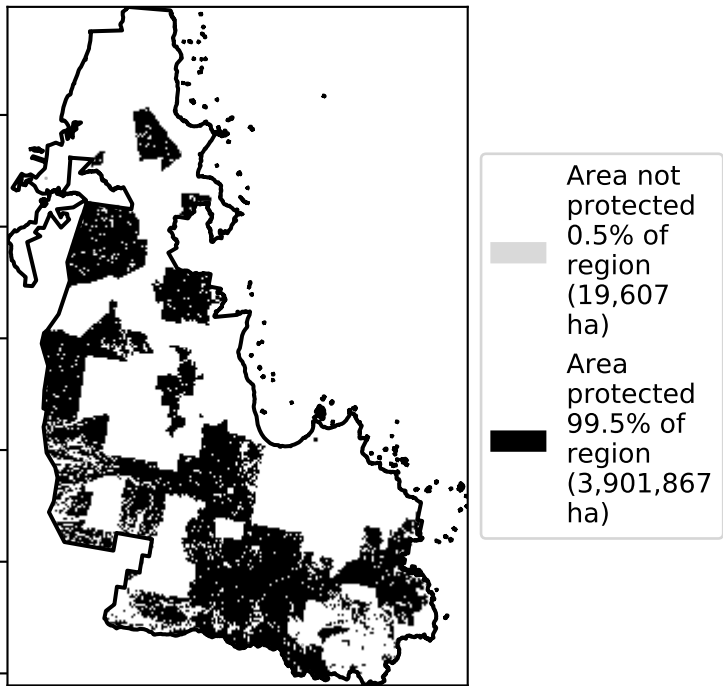 Area not
protected
0.5% of
region
(19,607
ha)
Area
protected
99.5% of
region
(3,901,867
ha)